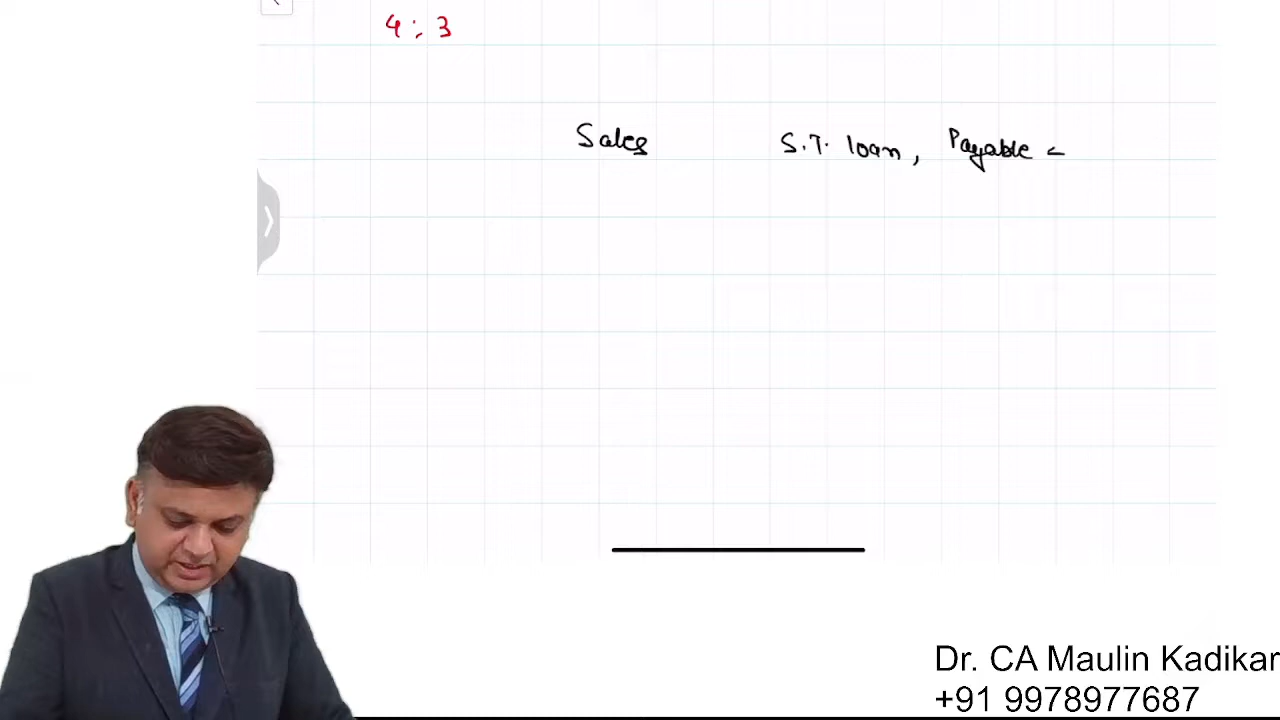 4 : 3
Sales S.T. loan, Payable =
Dr. CA Maulin Kadikar
+91 9978977687